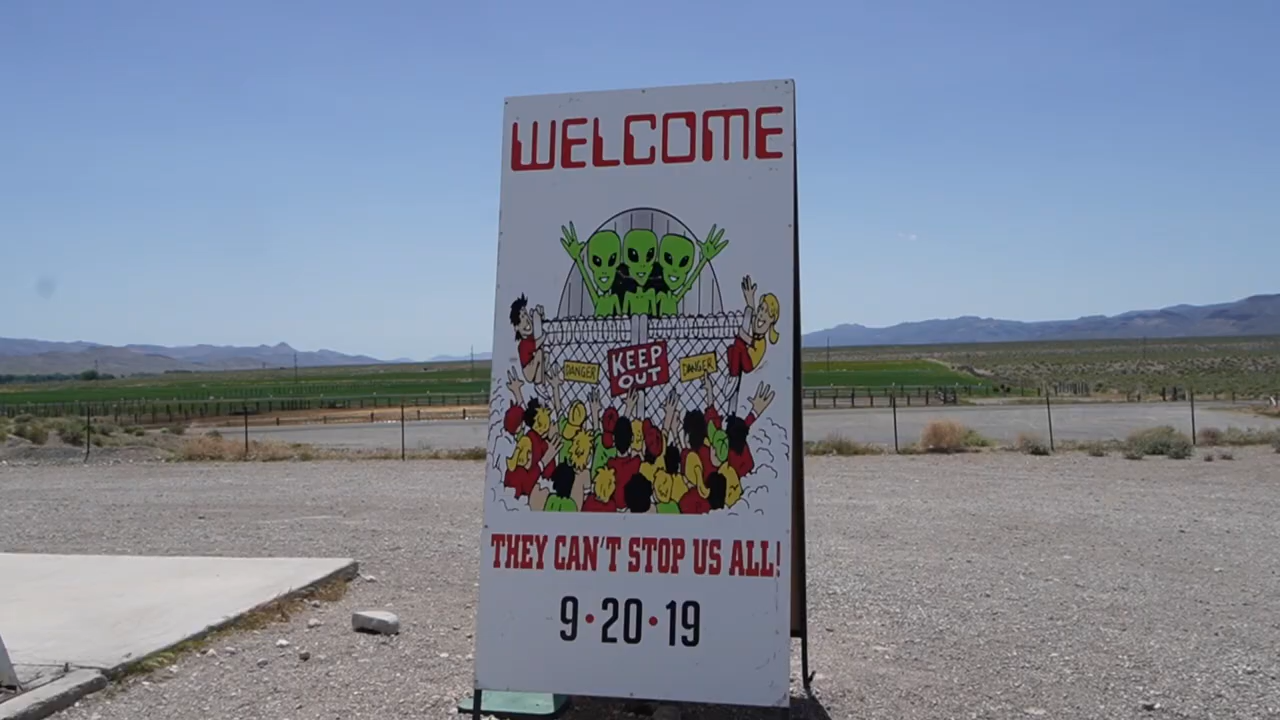 WELCOME
DANGER
KEEP OUT
DANGER
THEY CAN'T STOP US ALL!
9•20•19